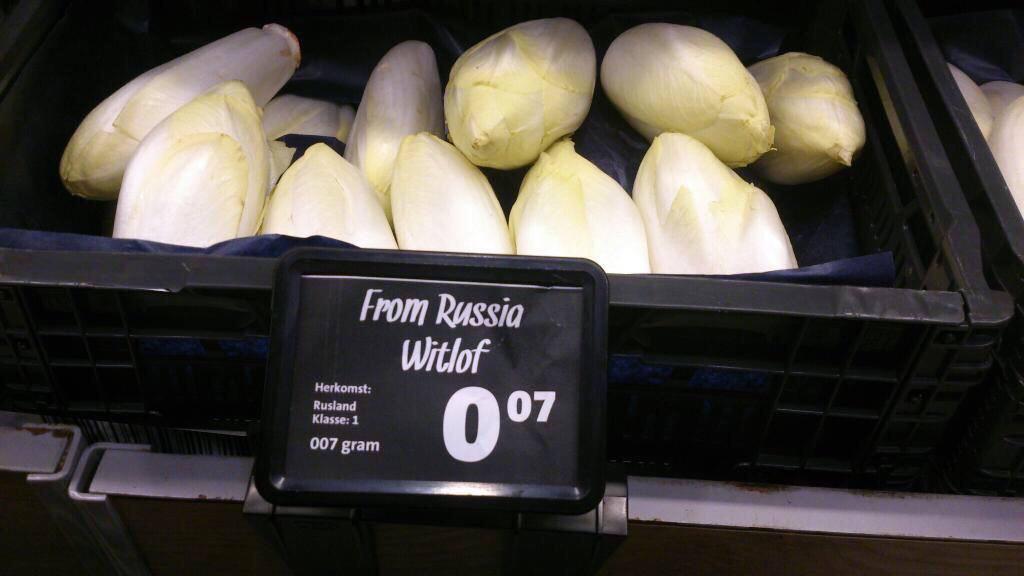 From Russia
Witlof
Herkomst:
Rusland
Klasse: 1
007 gram
0 07